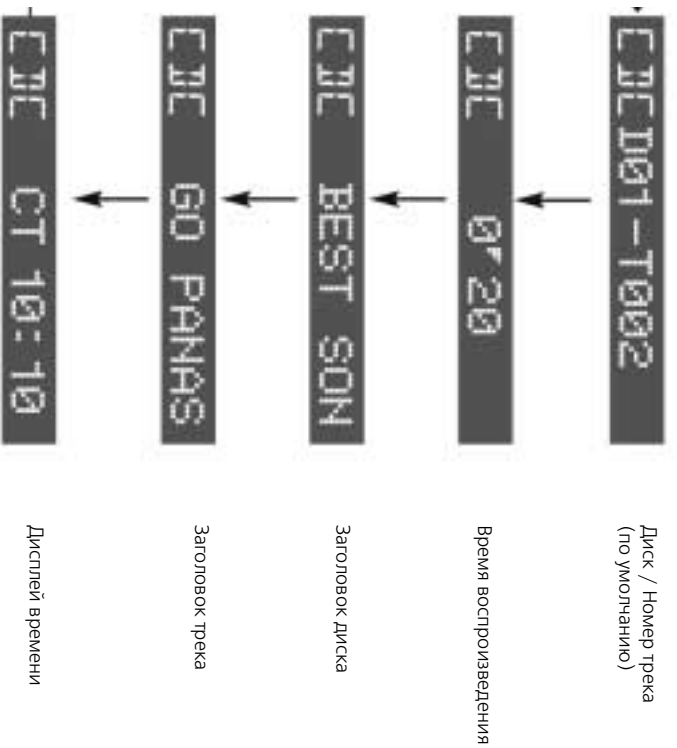 CDC D01-T002
Диск / Номер трека
(по умолчанию)
CDC 0"20
Время воспроизведения
CDC BEST SON
Заголовок диска
CDC GO PANAS
Заголовок трека
CDC CT 10:10
Дисплей времени